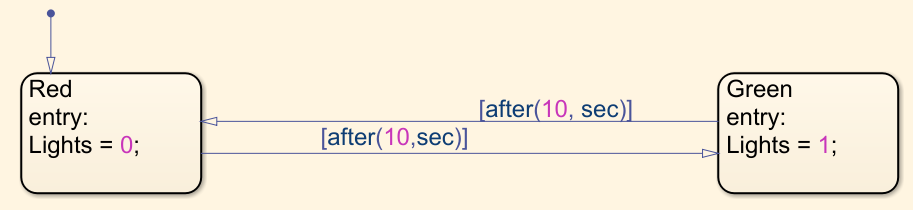 Red
entry:
Lights = 0;
[after(10, sec)]
[after(10,sec)]
Green
entry:
Lights = 1;